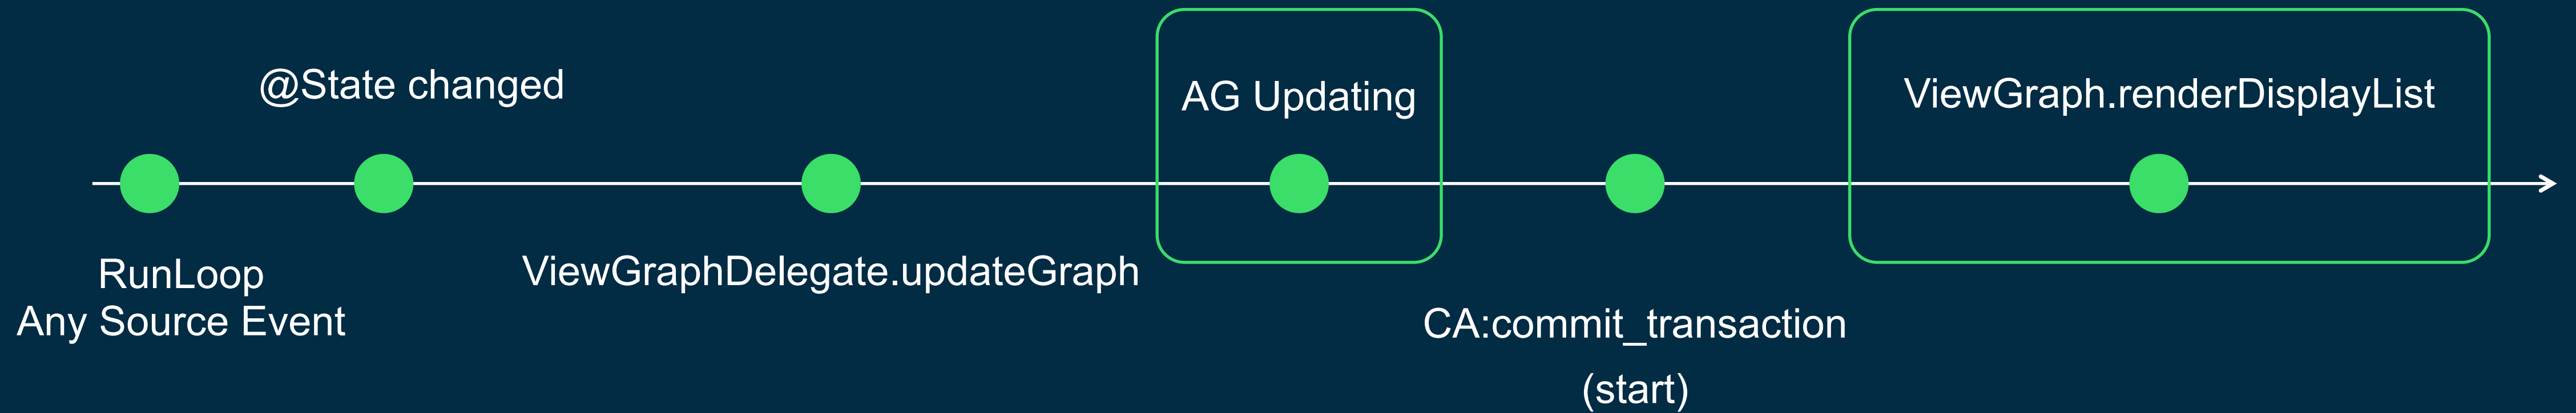 @State changed
AG Updating
ViewGraph.renderDisplayList
RunLoop
Any Source Event
ViewGraphDelegate.updateGraph
CA:commit_transaction
(start)